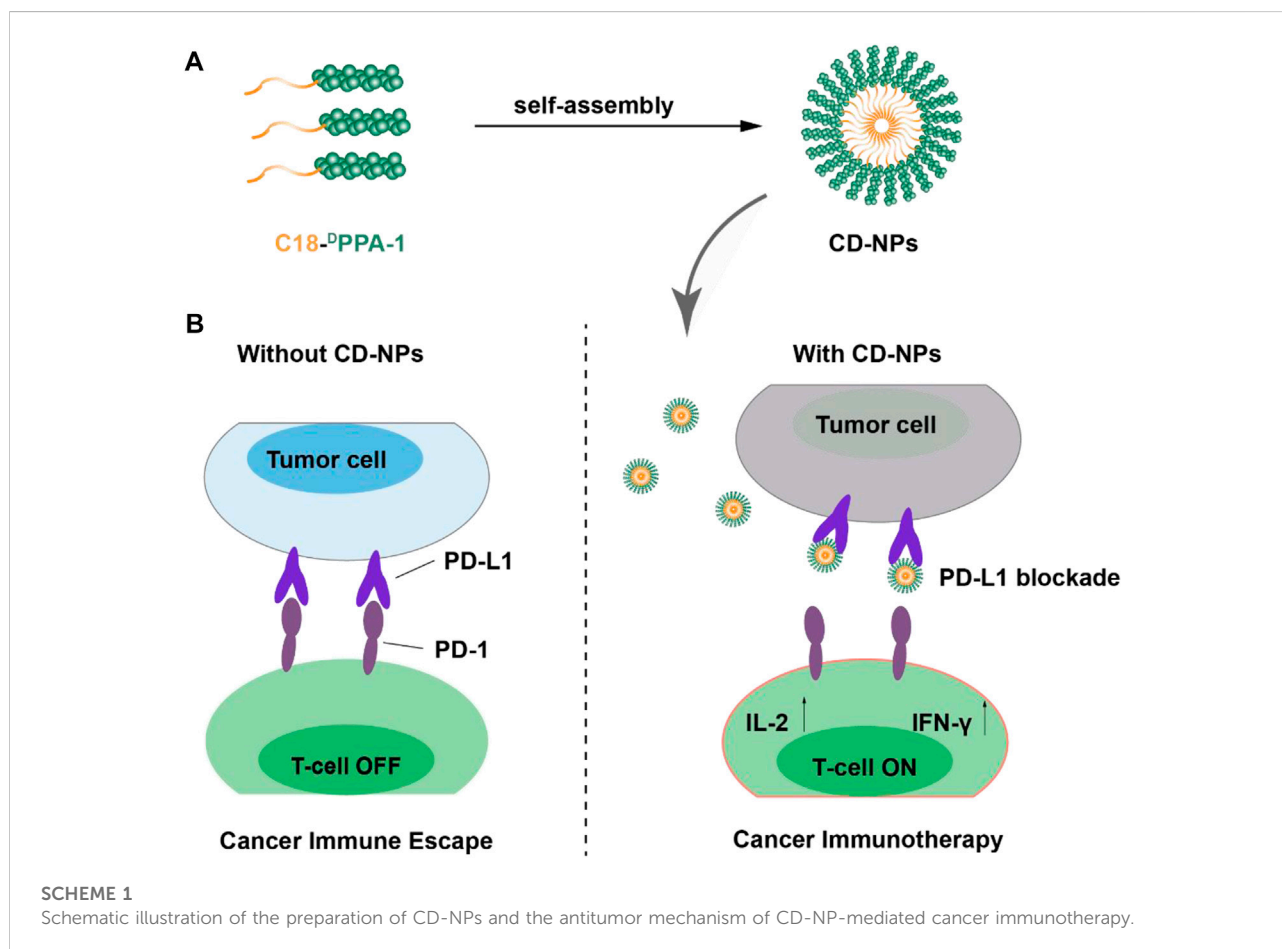 A
self-assembly
C18-ᴰPPA-1
CD-NPs
B
Without CD-NPs
With CD-NPs
Tumor cell
Tumor cell
PD-L1
PD-L1 blockade
PD-1
IL-2
IFN-γ
T-cell OFF
T-cell ON
Cancer Immune Escape
Cancer Immunotherapy
SCHEME 1
Schematic illustration of the preparation of CD-NPs and the antitumor mechanism of CD-NP-mediated cancer immunotherapy.